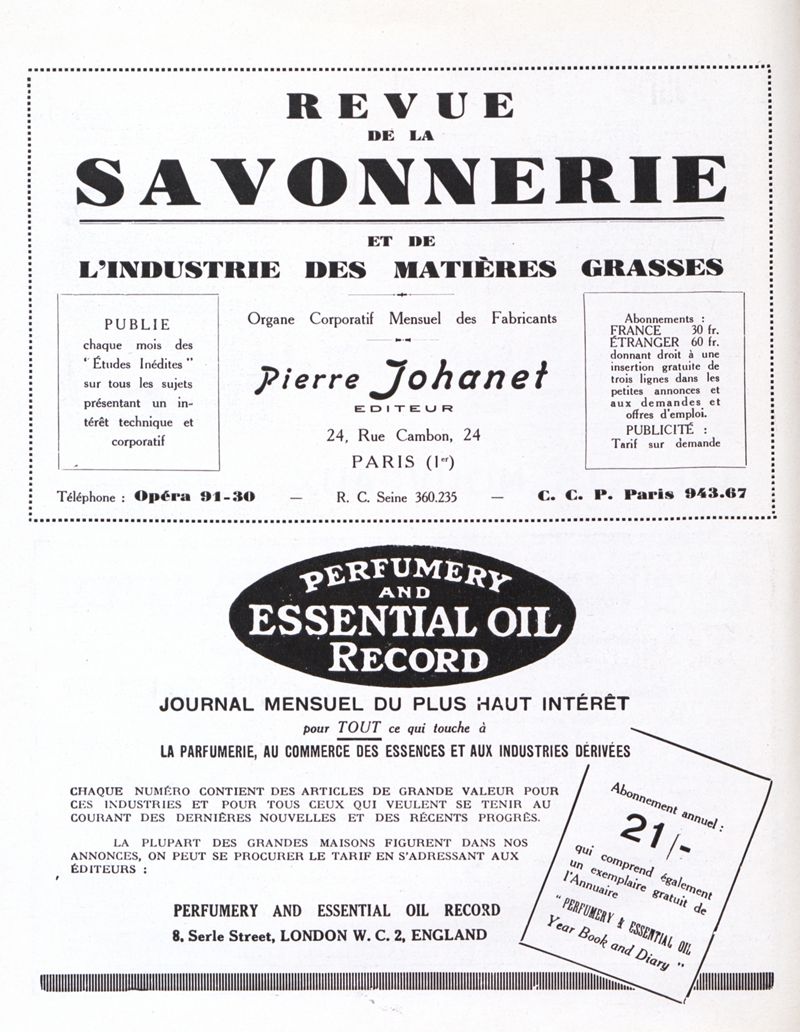 REVUE
DE LA
SAVONNERIE
ET DE
L'INDUSTRIE DES MATIÈRES GRASSES
PUBLIE
chaque mois des
"Études Inédites"
sur tous les sujets
présentant un in-
térêt technique et
corporatif
Organe Corporatif Mensuel des Fabricants
Pierre Johanet
EDITEUR
24, Rue Cambon, 24
PARIS (Ier)
Abonnements :
FRANCE 30 fr.
ÉTRANGER 60 fr.
donnant droit à une
insertion gratuite de
trois lignes dans les
petites annonces et
aux demandes et
offres d'emploi.
PUBLICITÉ :
Tarif sur demande
Téléphone : Opéra 91-30 — R. C. Seine 360.235 — C. C. P. Paris 943.67
PERFUMERY
AND
ESSENTIAL OIL
RECORD
JOURNAL MENSUEL DU PLUS HAUT INTÉRÊT
pour TOUT ce qui touche à
LA PARFUMERIE, AU COMMERCE DES ESSENCES ET AUX INDUSTRIES DÉRIVÉES
CHAQUE NUMÉRO CONTIENT DES ARTICLES DE GRANDE VALEUR POUR
CES INDUSTRIES ET POUR TOUS CEUX QUI VEULENT SE TENIR AU
COURANT DES DERNIÈRES NOUVELLES ET DES RÉCENTS PROGRÈS.
LA PLUPART DES GRANDES MAISONS FIGURENT DANS NOS
ANNONCES, ON PEUT SE PROCURER LE TARIF EN S'ADRESSANT AUX
ÉDITEURS :
PERFUMERY AND ESSENTIAL OIL RECORD
8, Serle Street, LONDON W. C. 2, ENGLAND
Abonnement annuel :
21/-
qui comprend également
un exemplaire gratuit de
l'Annuaire
"PERFUMERY & ESSENTIAL OIL
Year Book and Diary"